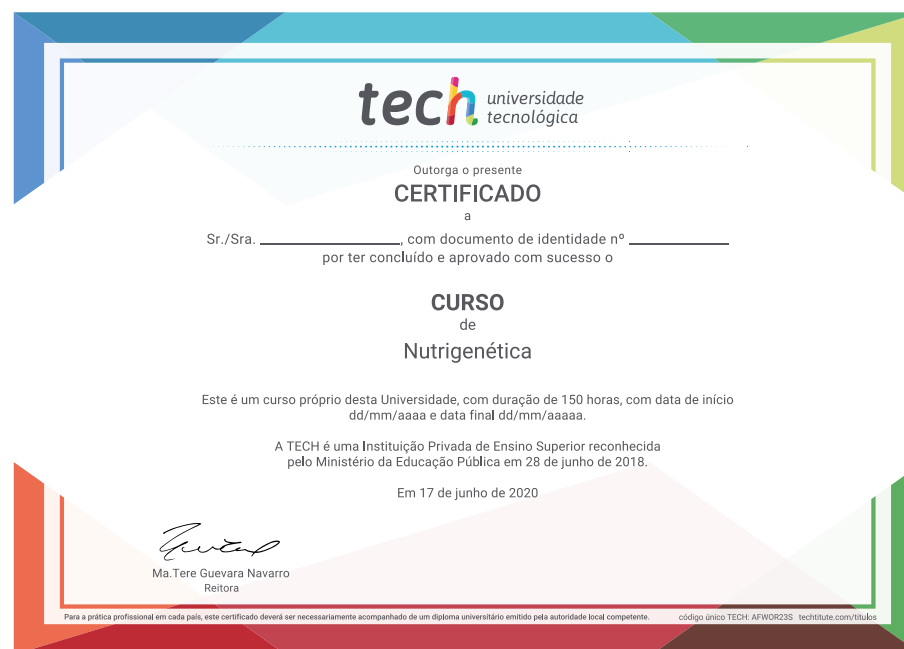 tech universidade
tecnológica
Outorga o presente
CERTIFICADO
a
Sr./Sra. ____________________, com documento de identidade nº ______________
por ter concluído e aprovado com sucesso o
CURSO
de
Nutrigenética
Este é um curso próprio desta Universidade, com duração de 150 horas, com data de início
dd/mm/aaaa e data final dd/mm/aaaaa.
A TECH é uma Instituição Privada de Ensino Superior reconhecida
pelo Ministério da Educação Pública em 28 de junho de 2018.
Em 17 de junho de 2020
Ma.Tere Guevara Navarro
Reitora
Para a prática profissional em cada país, este certificado deverá ser necessariamente acompanhado de um diploma universitário emitido pela autoridade local competente. código único TECH: AFWOR23S techtitute.com/titulos